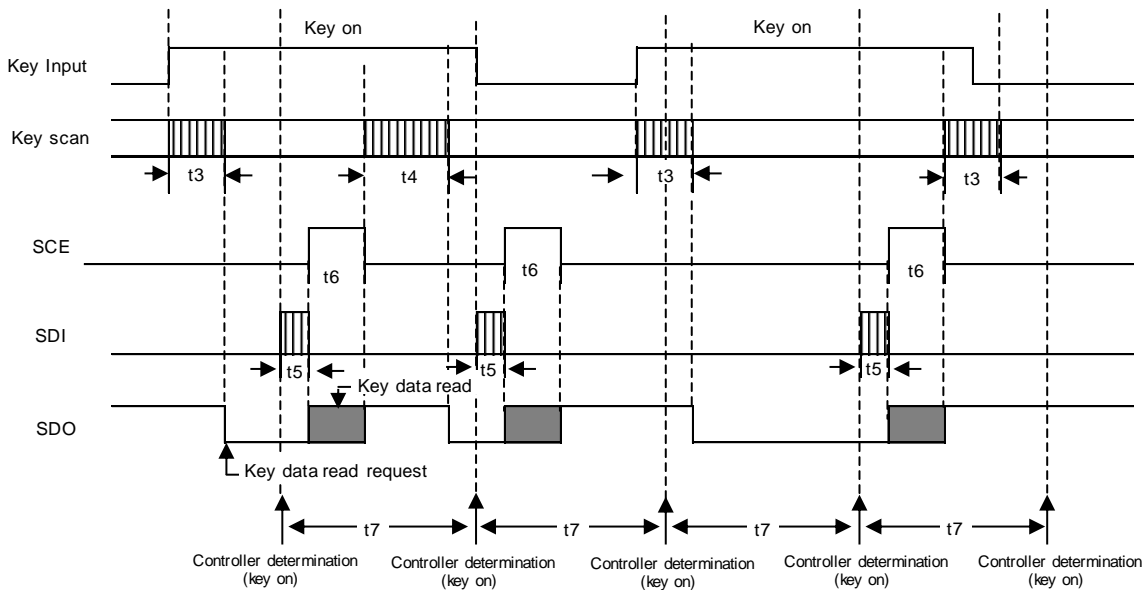 Key on
Key on
Key Input
Key scan
t3
t4
t3
t3
SCE
t6
t6
t6
SDI
t5
t5
t5
Key data read
SDO
Key data read request
t7
t7
t7
t7
Controller determination
(key on)
Controller determination
(key on)
Controller determination
(key on)
Controller determination
(key on)
Controller determination
(key on)